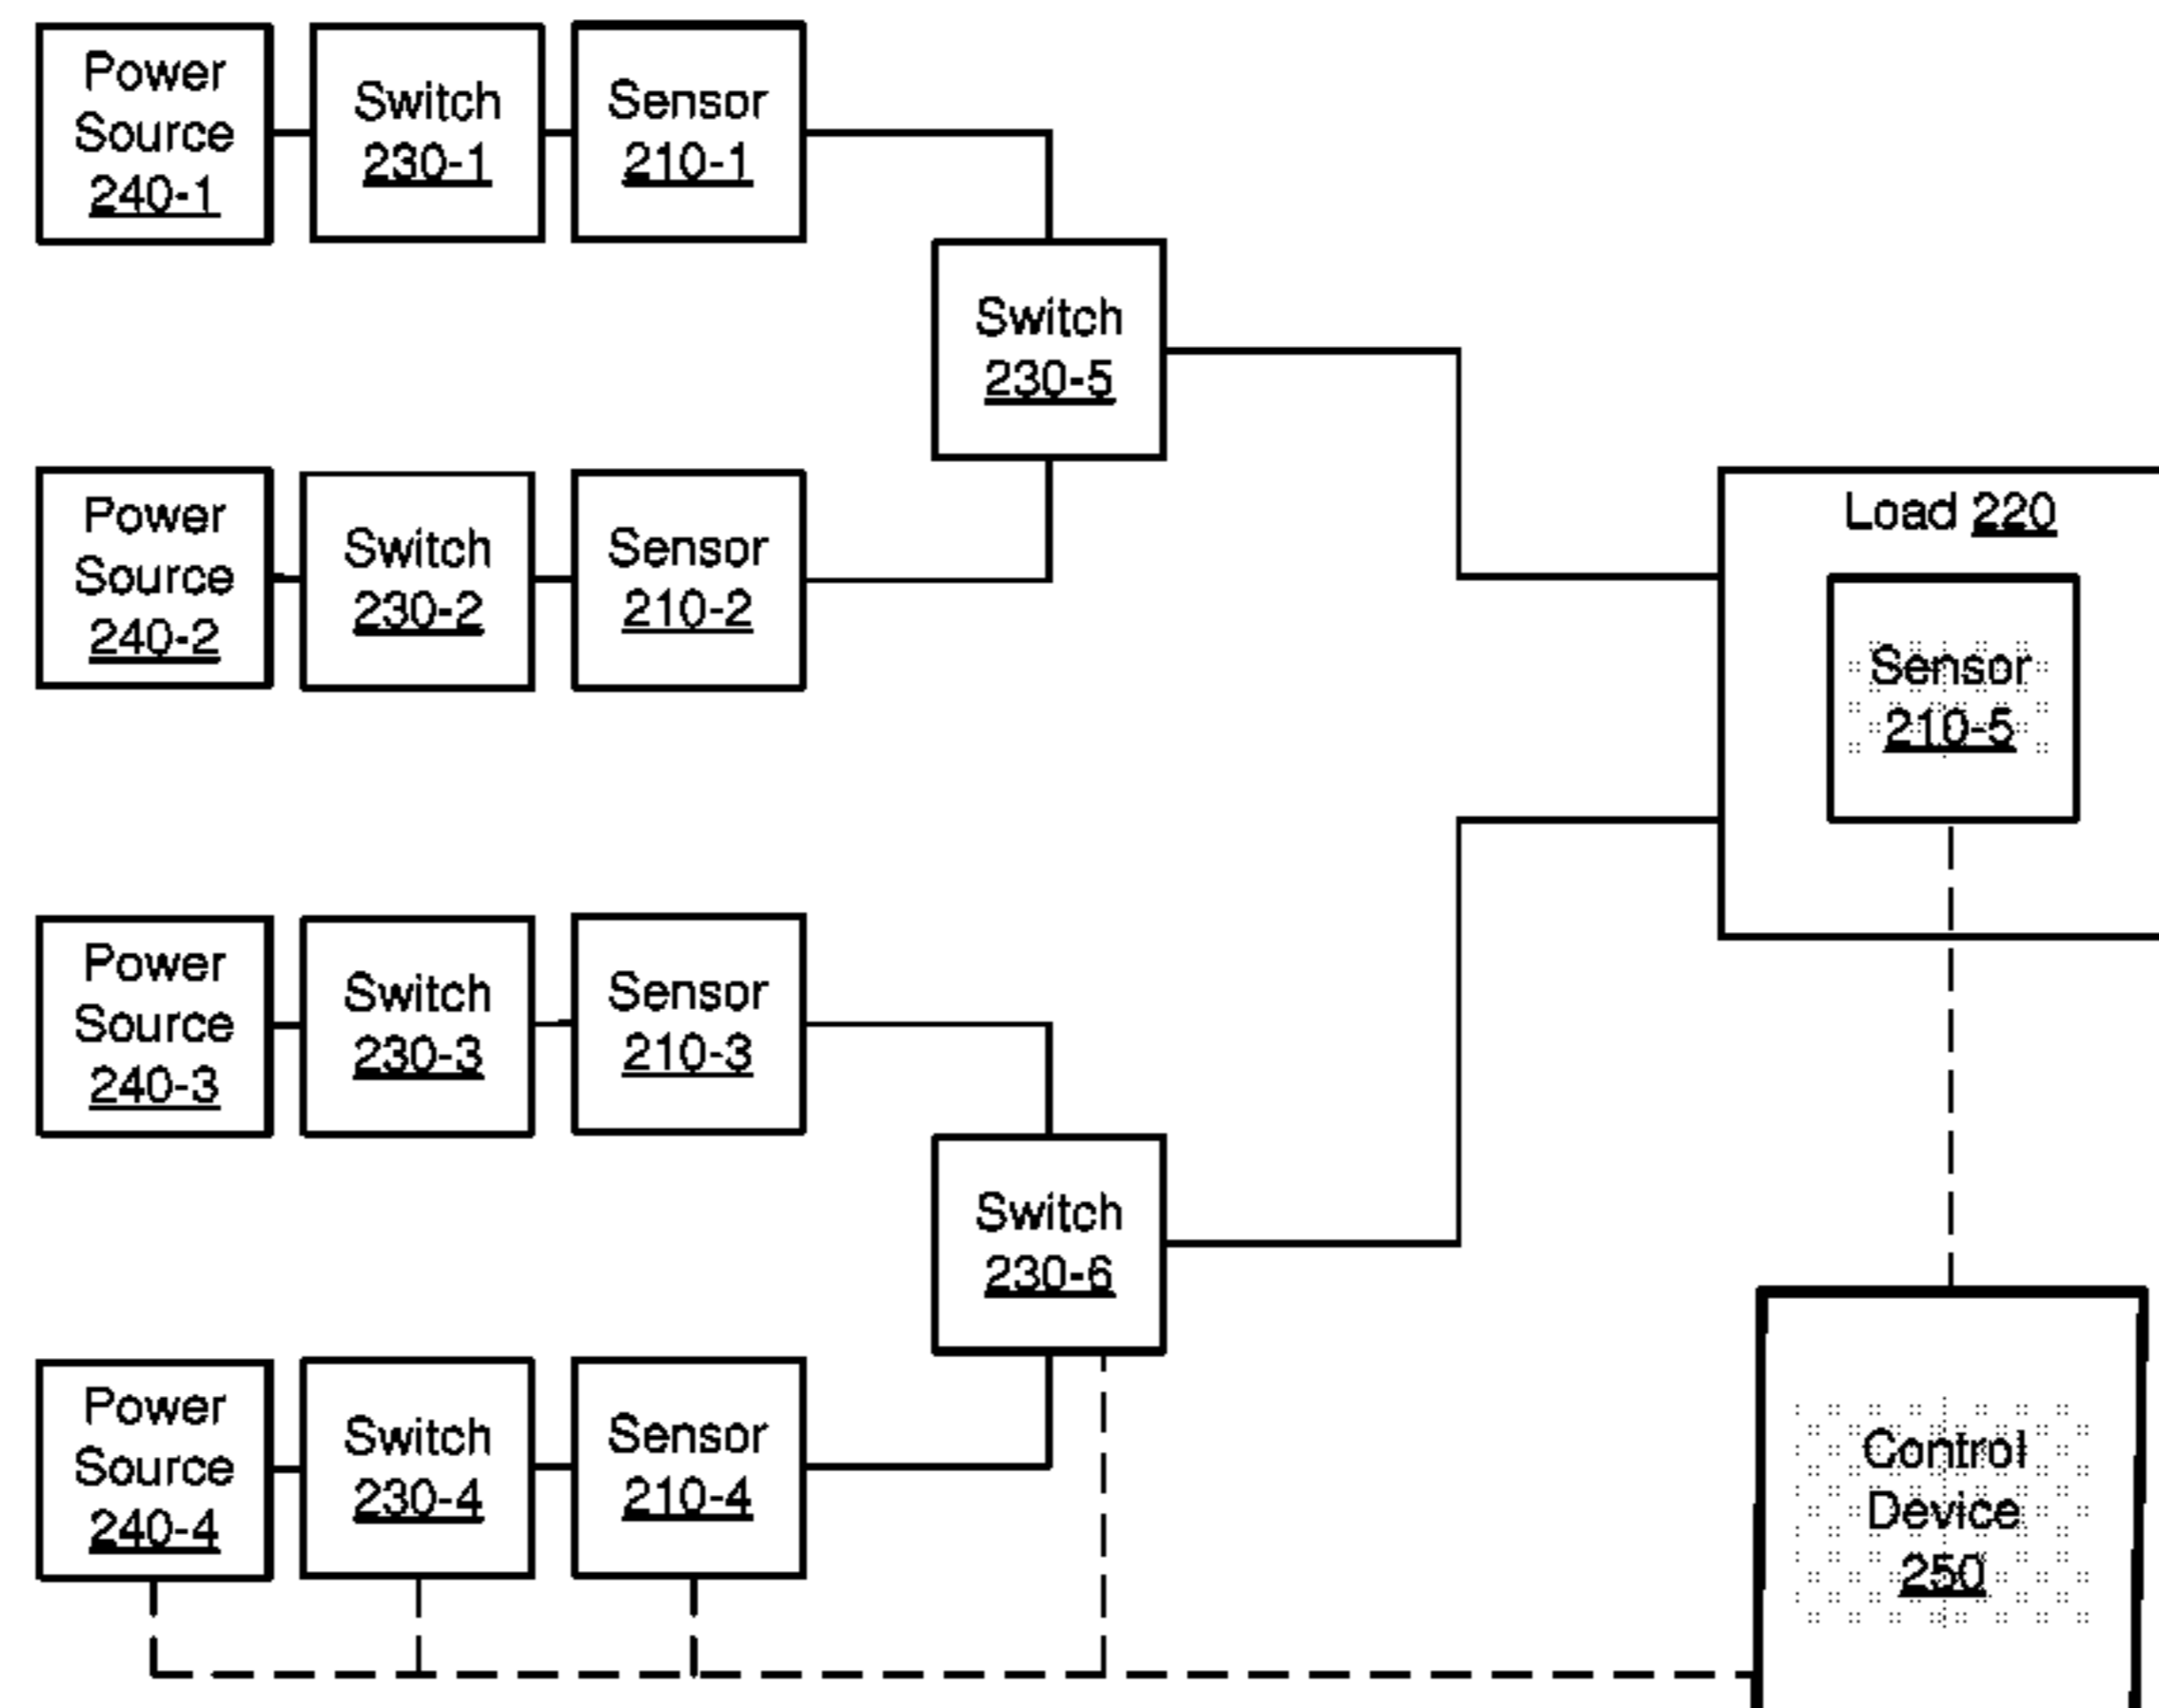 Power
Source
240-1
Switch
230-1
Sensor
210-1
Switch
230-5
Power
Source
240-2
Switch
230-2
Sensor
210-2
Load 220
Sensor
210-5
Power
Source
240-3
Switch
230-3
Sensor
210-3
Switch
230-6
Power
Source
240-4
Switch
230-4
Sensor
210-4
Control
Device
250